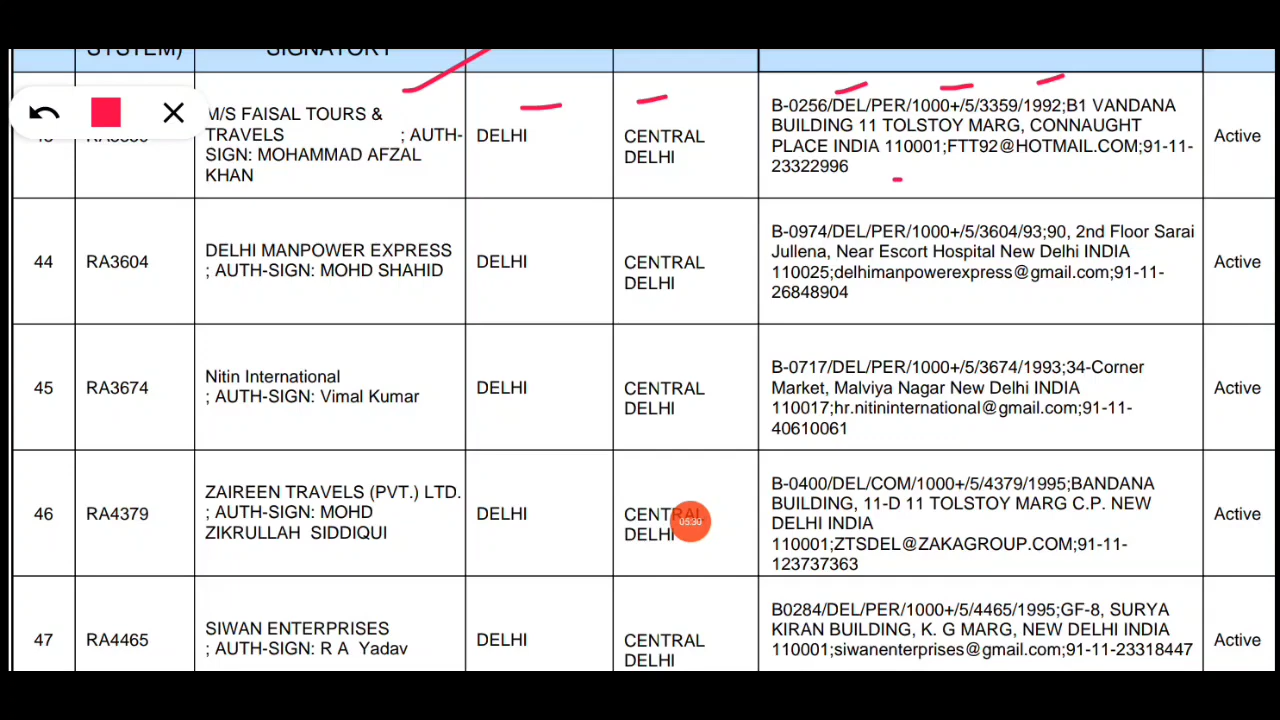 SYSTEM)
SIGNATORY
M/S FAISAL TOURS &
TRAVELS ; AUTH-
SIGN: MOHAMMAD AFZAL
KHAN
DELHI
CENTRAL
DELHI
B-0256/DEL/PER/1000+/5/3359/1992;B1 VANDANA
BUILDING 11 TOLSTOY MARG, CONNAUGHT
PLACE INDIA 110001;FTT92@HOTMAIL.COM;91-11-
23322996
Active
44
RA3604
DELHI MANPOWER EXPRESS
; AUTH-SIGN: MOHD SHAHID
DELHI
CENTRAL
DELHI
B-0974/DEL/PER/1000+/5/3604/93;90, 2nd Floor Sarai
Jullena, Near Escort Hospital New Delhi INDIA
110025;delhimanpowerexpress@gmail.com;91-11-
26848904
Active
45
RA3674
Nitin International
; AUTH-SIGN: Vimal Kumar
DELHI
CENTRAL
DELHI
B-0717/DEL/PER/1000+/5/3674/1993;34-Corner
Market, Malviya Nagar New Delhi INDIA
110017;hr.nitininternational@gmail.com;91-11-
40610061
Active
46
RA4379
ZAIREEN TRAVELS (PVT.) LTD.
; AUTH-SIGN: MOHD
ZIKRULLAH SIDDIQUI
DELHI
CENTRAL
DELHI
05:30
B-0400/DEL/COM/1000+/5/4379/1995;BANDANA
BUILDING, 11-D 11 TOLSTOY MARG C.P. NEW
DELHI INDIA
110001;ZTSDEL@ZAKAGROUP.COM;91-11-
123737363
Active
47
RA4465
SIWAN ENTERPRISES
; AUTH-SIGN: R A Yadav
DELHI
CENTRAL
DELHI
B0284/DEL/PER/1000+/5/4465/1995;GF-8, SURYA
KIRAN BUILDING, K. G MARG, NEW DELHI INDIA
110001;siwanenterprises@gmail.com;91-11-23318447
Active